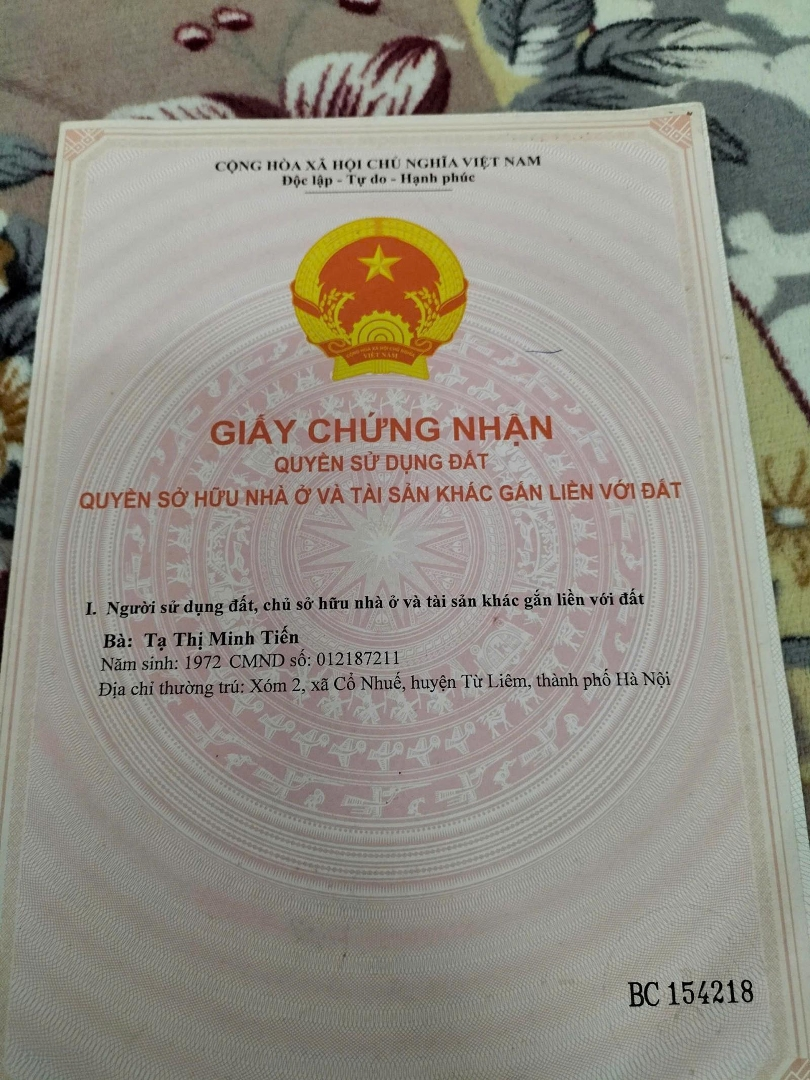 CỘNG HÒA XÃ HỘI CHỦ NGHĨA VIỆT NAM
Độc lập - Tự do - Hạnh phúc
VIỆT NAM
GIẤY CHỨNG NHẬN
QUYỀN SỬ DỤNG ĐẤT
QUYỀN SỞ HỮU NHÀ Ở VÀ TÀI SẢN KHÁC GẮN LIỀN VỚI ĐẤT
I. Người sử dụng đất, chủ sở hữu nhà ở và tài sản khác gắn liền với đất
Bà: Tạ Thị Minh Tiến
Năm sinh: 1972 CMND số: 012187211
Địa chỉ thường trú: Xóm 2, xã Cổ Nhuế, huyện Từ Liêm, thành phố Hà Nội
BC 154218